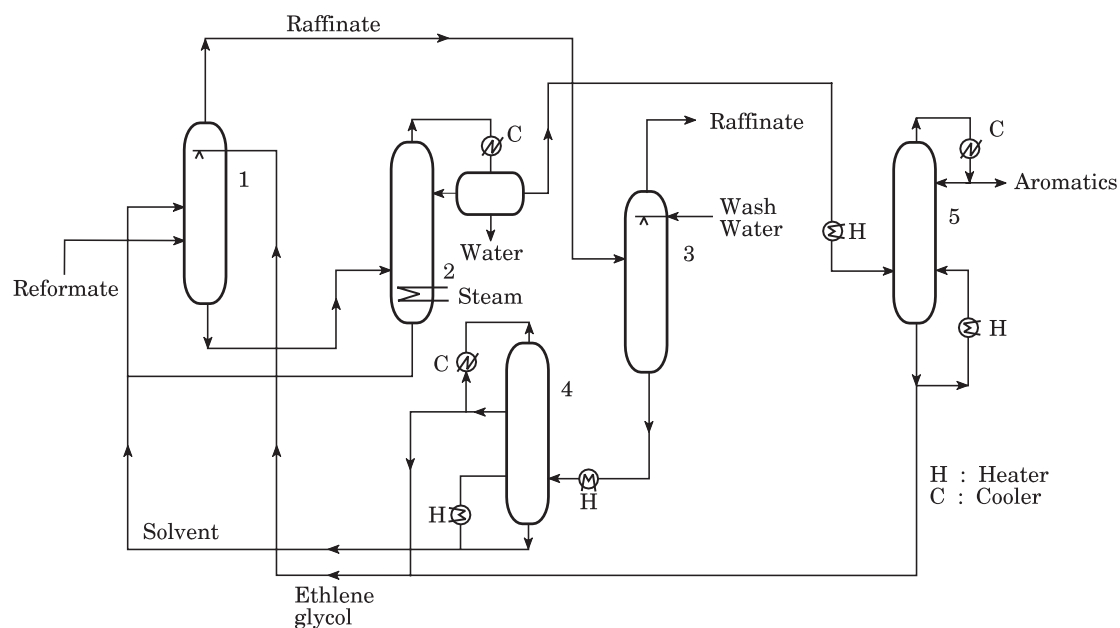 Raffinate
C
C
Raffinate
1
Aromatics
Wash
Water
5
H
3
Water
2
Steam
Reformate
H
C
4
H
H
H : Heater
C : Cooler
Solvent
Ethlene
glycol